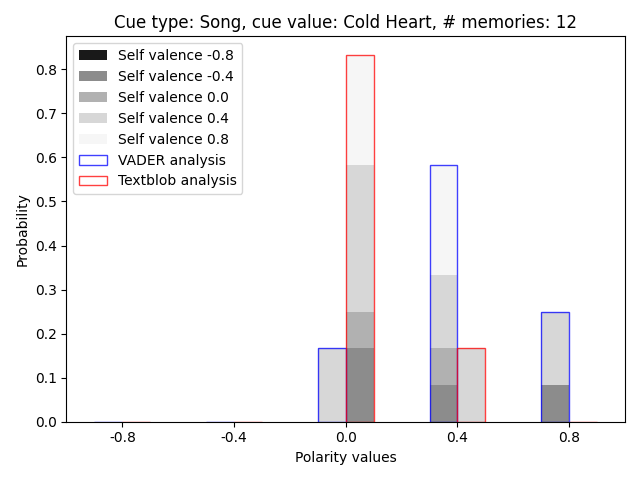 Cue type: Song, cue value: Cold Heart, # memories: 12
Self valence -0.8
Self valence -0.4
Self valence 0.0
Self valence 0.4
Self valence 0.8
VADER analysis
Textblob analysis
Probability
0.8
0.7
0.6
0.5
0.4
0.3
0.2
0.1
0.0
-0.8 -0.4 0.0 0.4 0.8
Polarity values